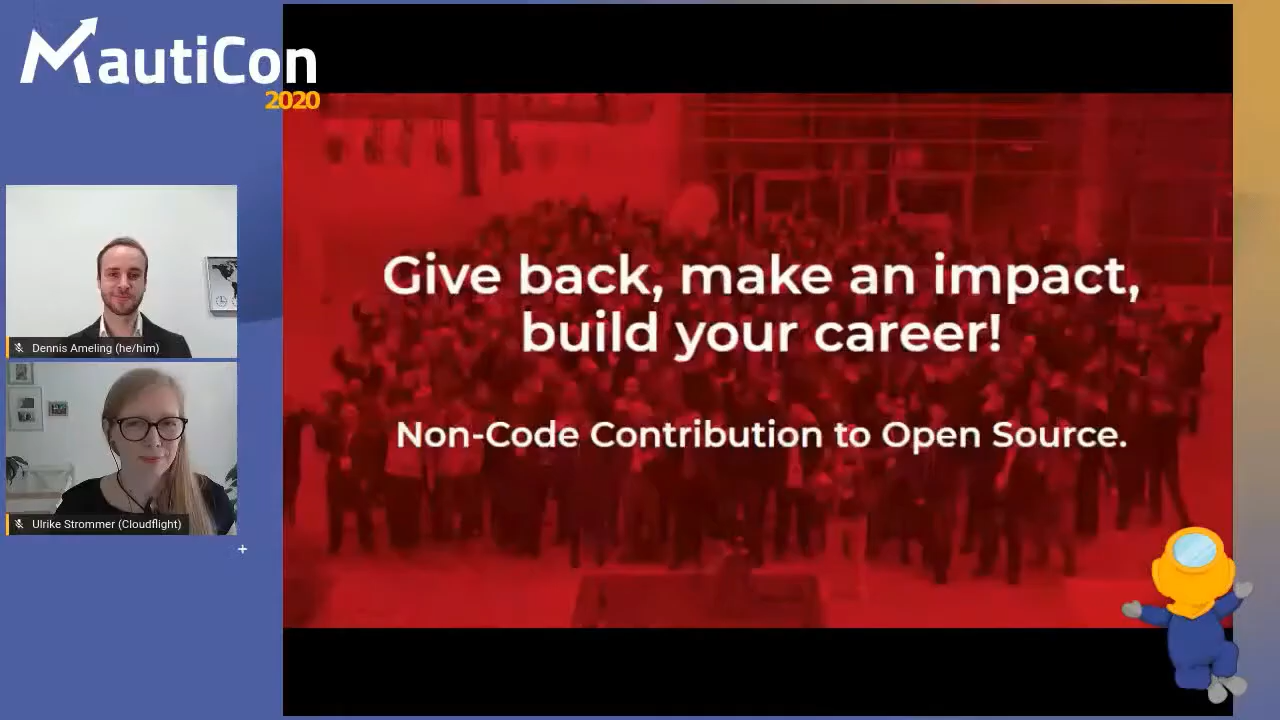 MautiCon
2020
Give back, make an impact,
build your career!
Non-Code Contribution to Open Source.
Dennis Ameling (he/him)
Ulrike Strommer (Cloudflight)